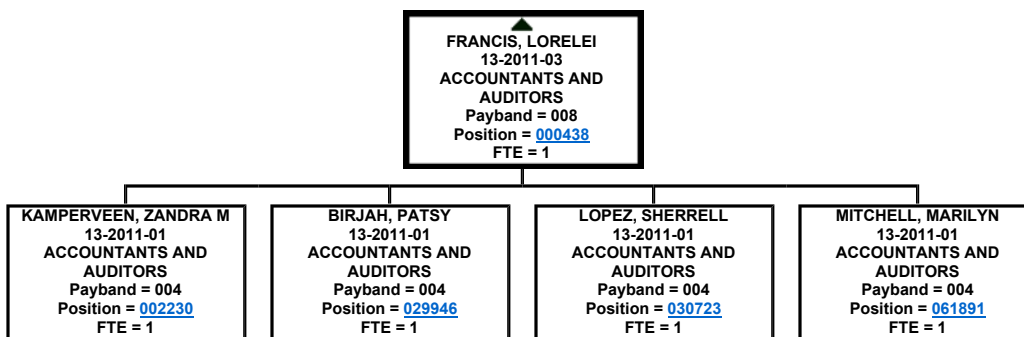 FRANCIS, LORELEI
13-2011-03
ACCOUNTANTS AND
AUDITORS
Payband = 008
Position = 000438
FTE = 1
KAMPERVEEN, ZANDRA M
13-2011-01
ACCOUNTANTS AND
AUDITORS
Payband = 004
Position = 002230
FTE = 1
BIRJAH, PATSY
13-2011-01
ACCOUNTANTS AND
AUDITORS
Payband = 004
Position = 029946
FTE = 1
LOPEZ, SHERRELL
13-2011-01
ACCOUNTANTS AND
AUDITORS
Payband = 004
Position = 030723
FTE = 1
MITCHELL, MARILYN
13-2011-01
ACCOUNTANTS AND
AUDITORS
Payband = 004
Position = 061891
FTE = 1